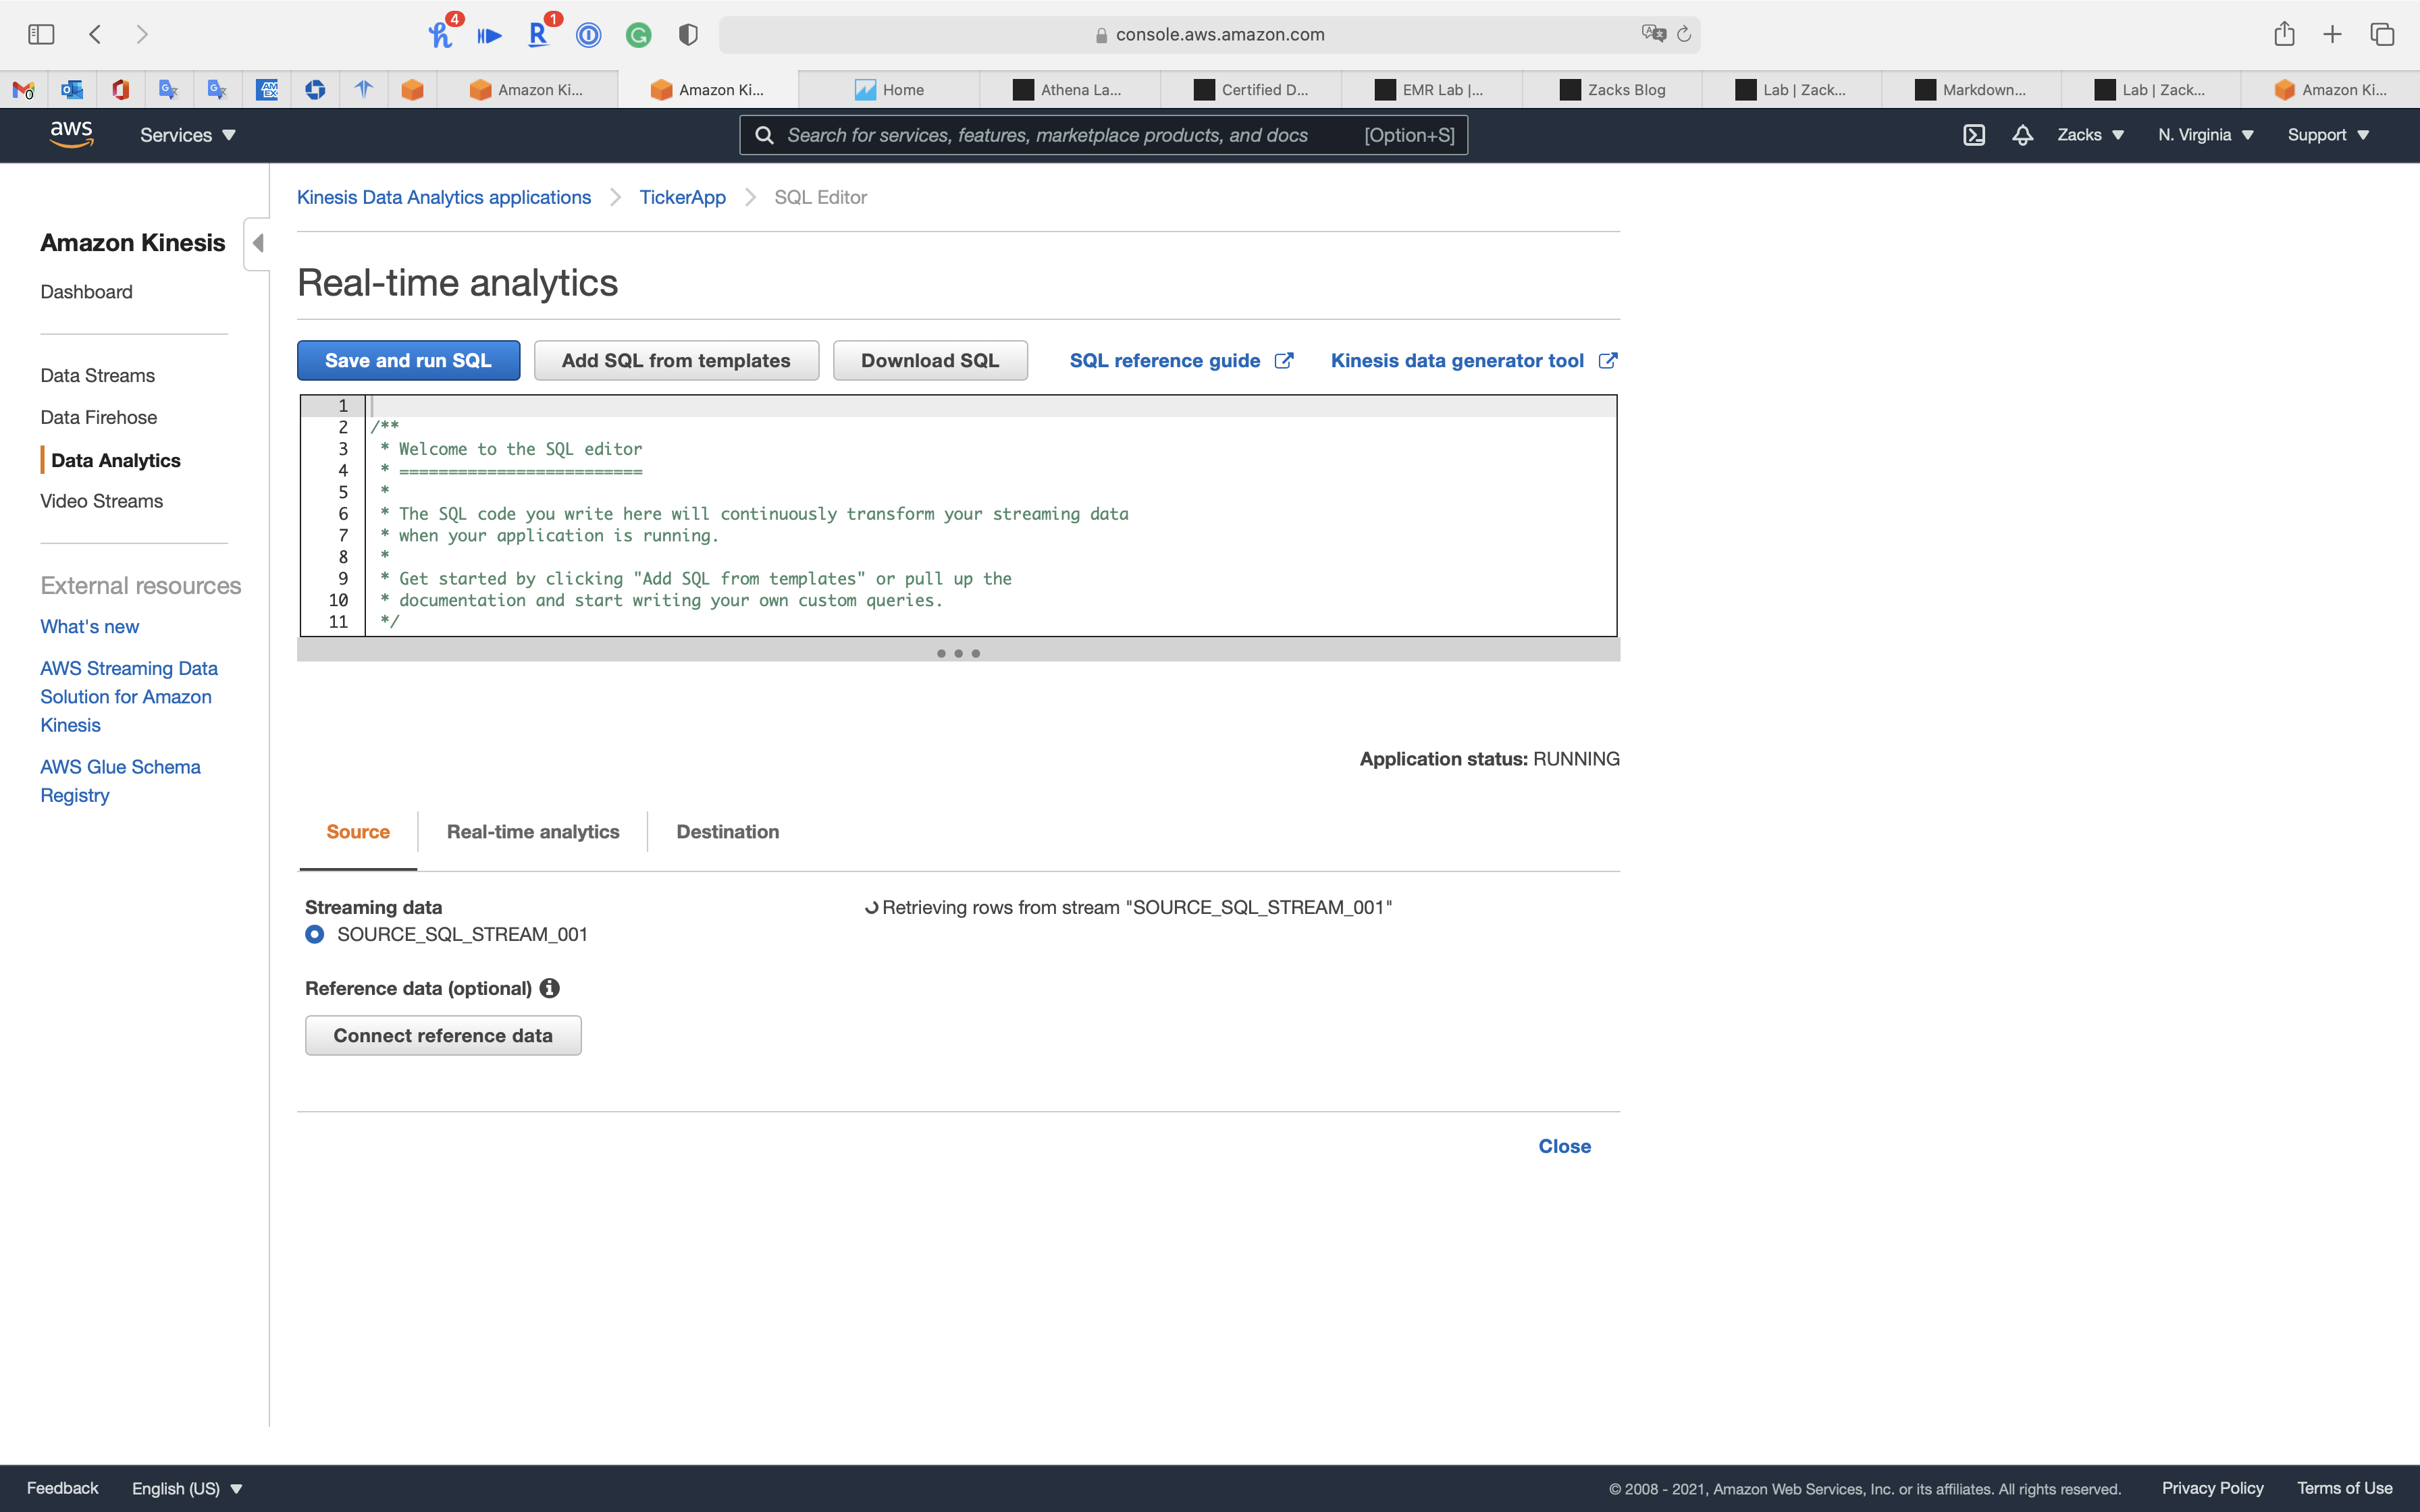 4
1
console.aws.amazon.com
0
AM
EX
Amazon Ki...
Amazon Ki...
Home
Athena La...
Certified D...
EMR Lab |...
Zacks Blog
Lab | Zack...
Markdown...
Lab | Zack...
Amazon Ki...
aws
Services
Search for services, features, marketplace products, and docs [Option+S]
Zacks
N. Virginia
Support
Kinesis Data Analytics applications
TickerApp
SQL Editor
Amazon Kinesis
Dashboard
Data Streams
Data Firehose
Data Analytics
Video Streams
External resources
What's new
AWS Streaming Data
Solution for Amazon
Kinesis
AWS Glue Schema
Registry
Real-time analytics
Save and run SQL
Add SQL from templates
Download SQL
SQL reference guide
Kinesis data generator tool
1
2 /**
3 * Welcome to the SQL editor
4 * =========================
5 *
6 * The SQL code you write here will continuously transform your streaming data
7 * when your application is running.
8 *
9 * Get started by clicking "Add SQL from templates" or pull up the
10 * documentation and start writing your own custom queries.
11 */
Application status: RUNNING
Source
Real-time analytics
Destination
Streaming data
SOURCE_SQL_STREAM_001
Retrieving rows from stream "SOURCE_SQL_STREAM_001"
Reference data (optional)
Connect reference data
Close
Feedback
English (US)
© 2008 - 2021, Amazon Web Services, Inc. or its affiliates. All rights reserved.
Privacy Policy
Terms of Use